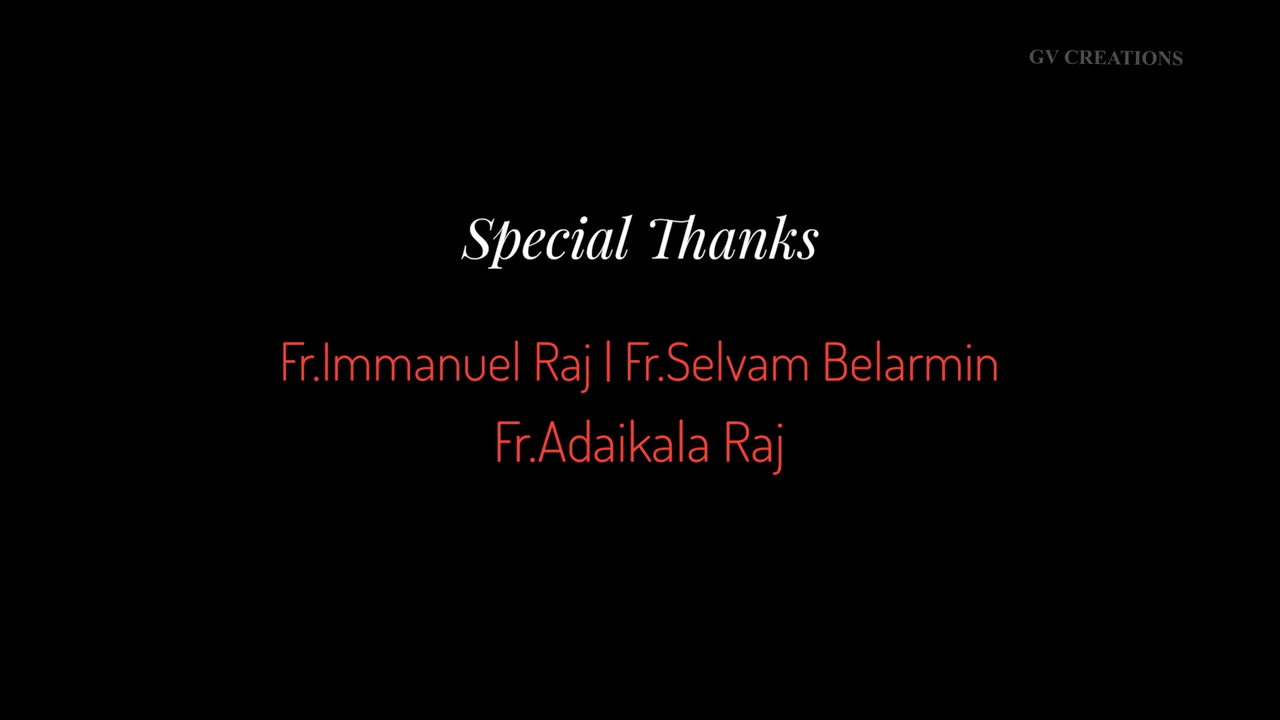 GV CREATIONS
Special Thanks
Fr.Immanuel Raj | Fr.Selvam Belarmin
Fr.Adaikala Raj